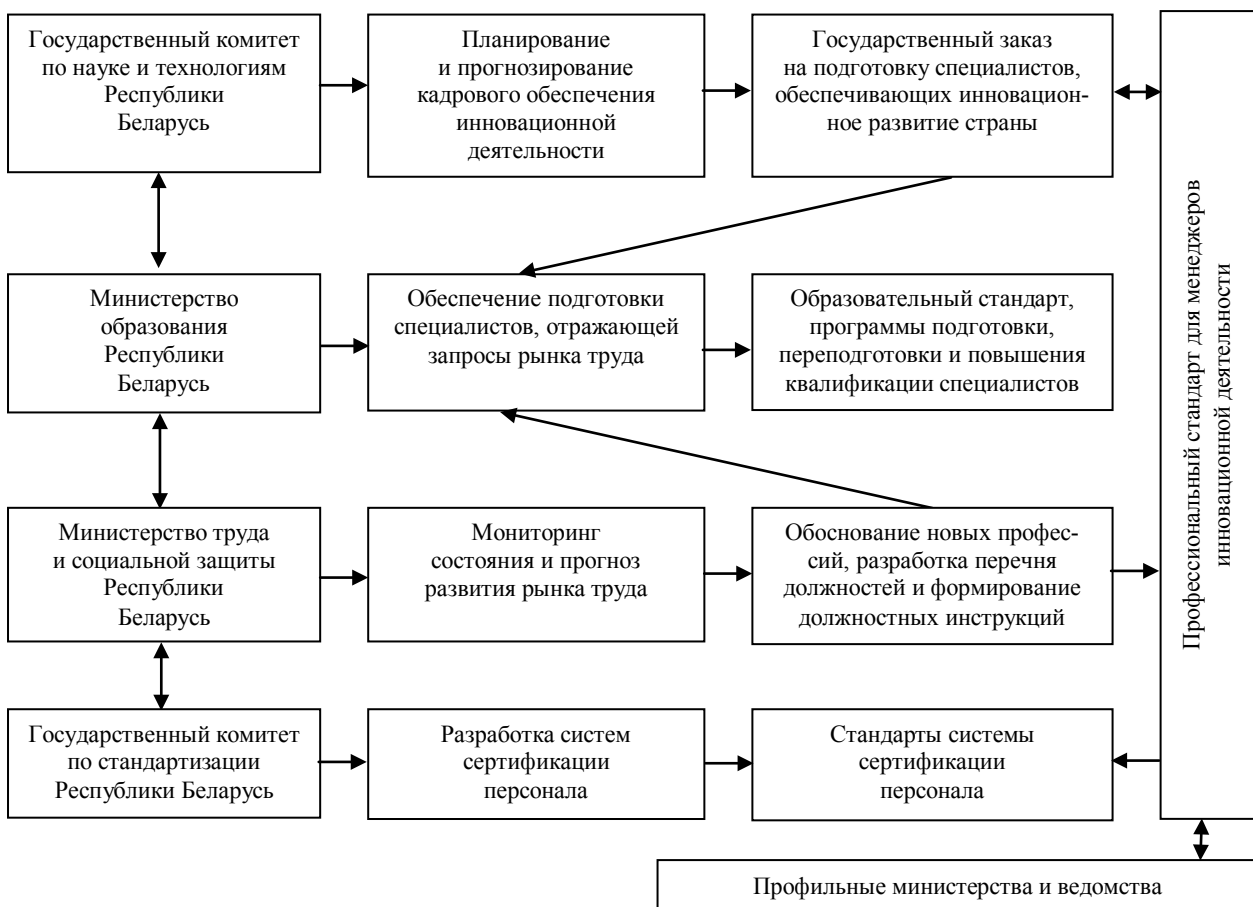 Государственный комитет
по науке и технологиям
Республики
Беларусь
Планирование
и прогнозирование
кадрового обеспечения
инновационной
деятельности
Государственный заказ
на подготовку специалистов,
обеспечивающих инновацион-
ное развитие страны
Министерство
образования
Республики
Беларусь
Обеспечение подготовки
специалистов, отражающей
запросы рынка труда
Образовательный стандарт,
программы подготовки,
переподготовки и повышения
квалификации специалистов
Министерство труда
и социальной защиты
Республики
Беларусь
Мониторинг
состояния и прогноз
развития рынка труда
Обоснование новых профес-
сий, разработка перечня
должностей и формирование
должностных инструкций
Государственный комитет
по стандартизации
Республики Беларусь
Разработка систем
сертификации
персонала
Стандарты системы
сертификации
персонала
Профессиональный стандарт для менеджеров
инновационной деятельности
Профильные министерства и ведомства